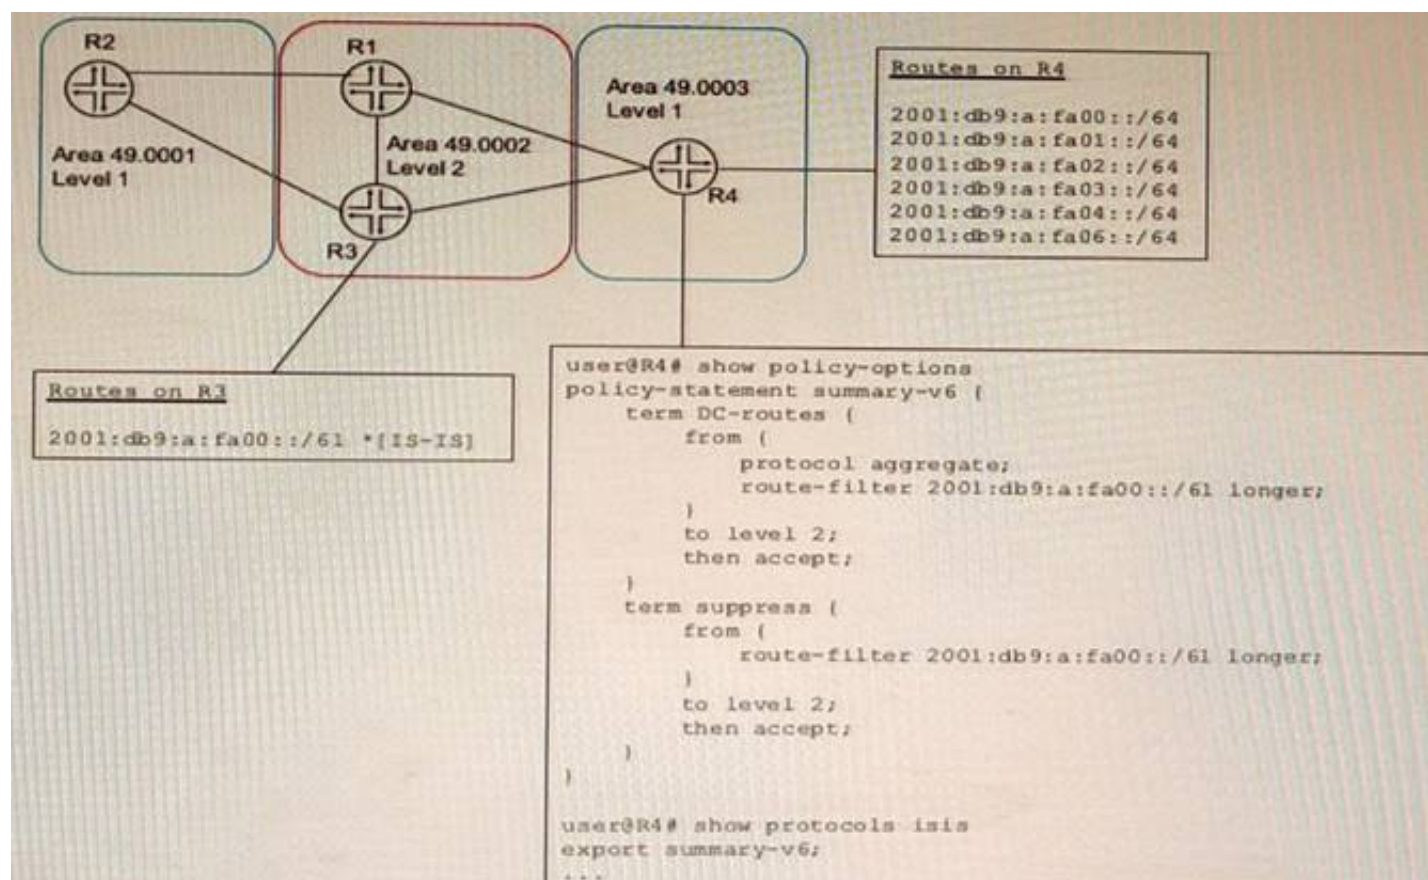 R2
R1
Area 49.0001
Level 1
Area 49.0002
Level 2
R3
Area 49.0003
Level 1
R4
Routes on R4
2001:db9:a:fa00::/64
2001:db9:a:fa01::/64
2001:db9:a:fa02::/64
2001:db9:a:fa03::/64
2001:db9:a:fa04::/64
2001:db9:a:fa06::/64
Routes on R3
2001:db9:a:fa00::/61 *[IS-IS]
user@R4# show policy-options
policy-statement summary-v6 {
    term DC-routes {
        from {
            protocol aggregate;
            route-filter 2001:db9:a:fa00::/61 longer;
        }
        to level 2;
        then accept;
    }
    term suppress {
        from {
            route-filter 2001:db9:a:fa00::/61 longer;
        }
        to level 2;
        then accept;
    }
}
user@R4# show protocols isis
export summary-v6;
...